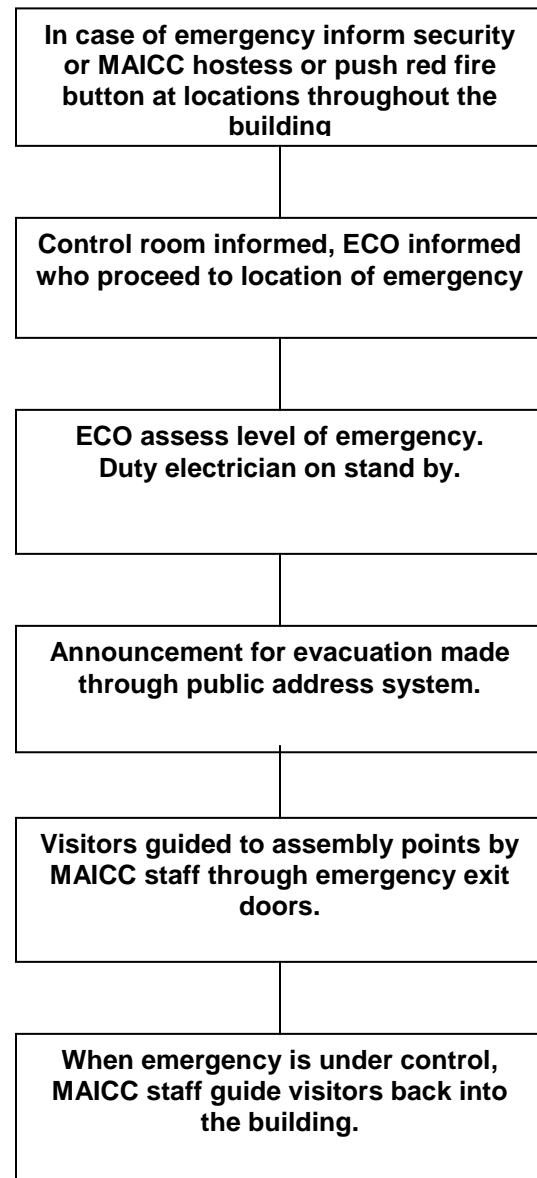 In case of emergency inform security
or MAICC hostess or push red fire
button at locations throughout the
building
Control room informed, ECO informed
who proceed to location of emergency
ECO assess level of emergency.
Duty electrician on stand by.
Announcement for evacuation made
through public address system.
Visitors guided to assembly points by
MAICC staff through emergency exit
doors.
When emergency is under control,
MAICC staff guide visitors back into
the building.